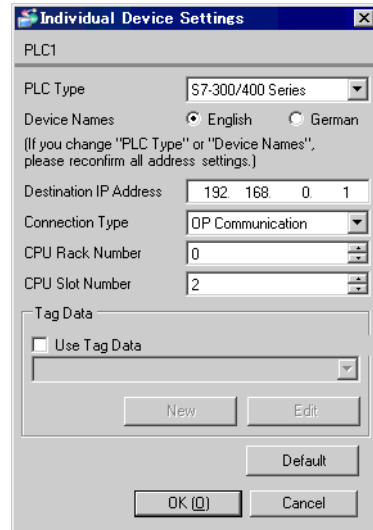 Individual Device Settings
PLC1
PLC Type S7-300/400 Series
Device Names English German
(If you change "PLC Type" or "Device Names",
please reconfirm all address settings.)
Destination IP Address 192. 168. 0. 1
Connection Type OP Communication
CPU Rack Number 0
CPU Slot Number 2
Tag Data
Use Tag Data
New Edit
Default
OK (O) Cancel